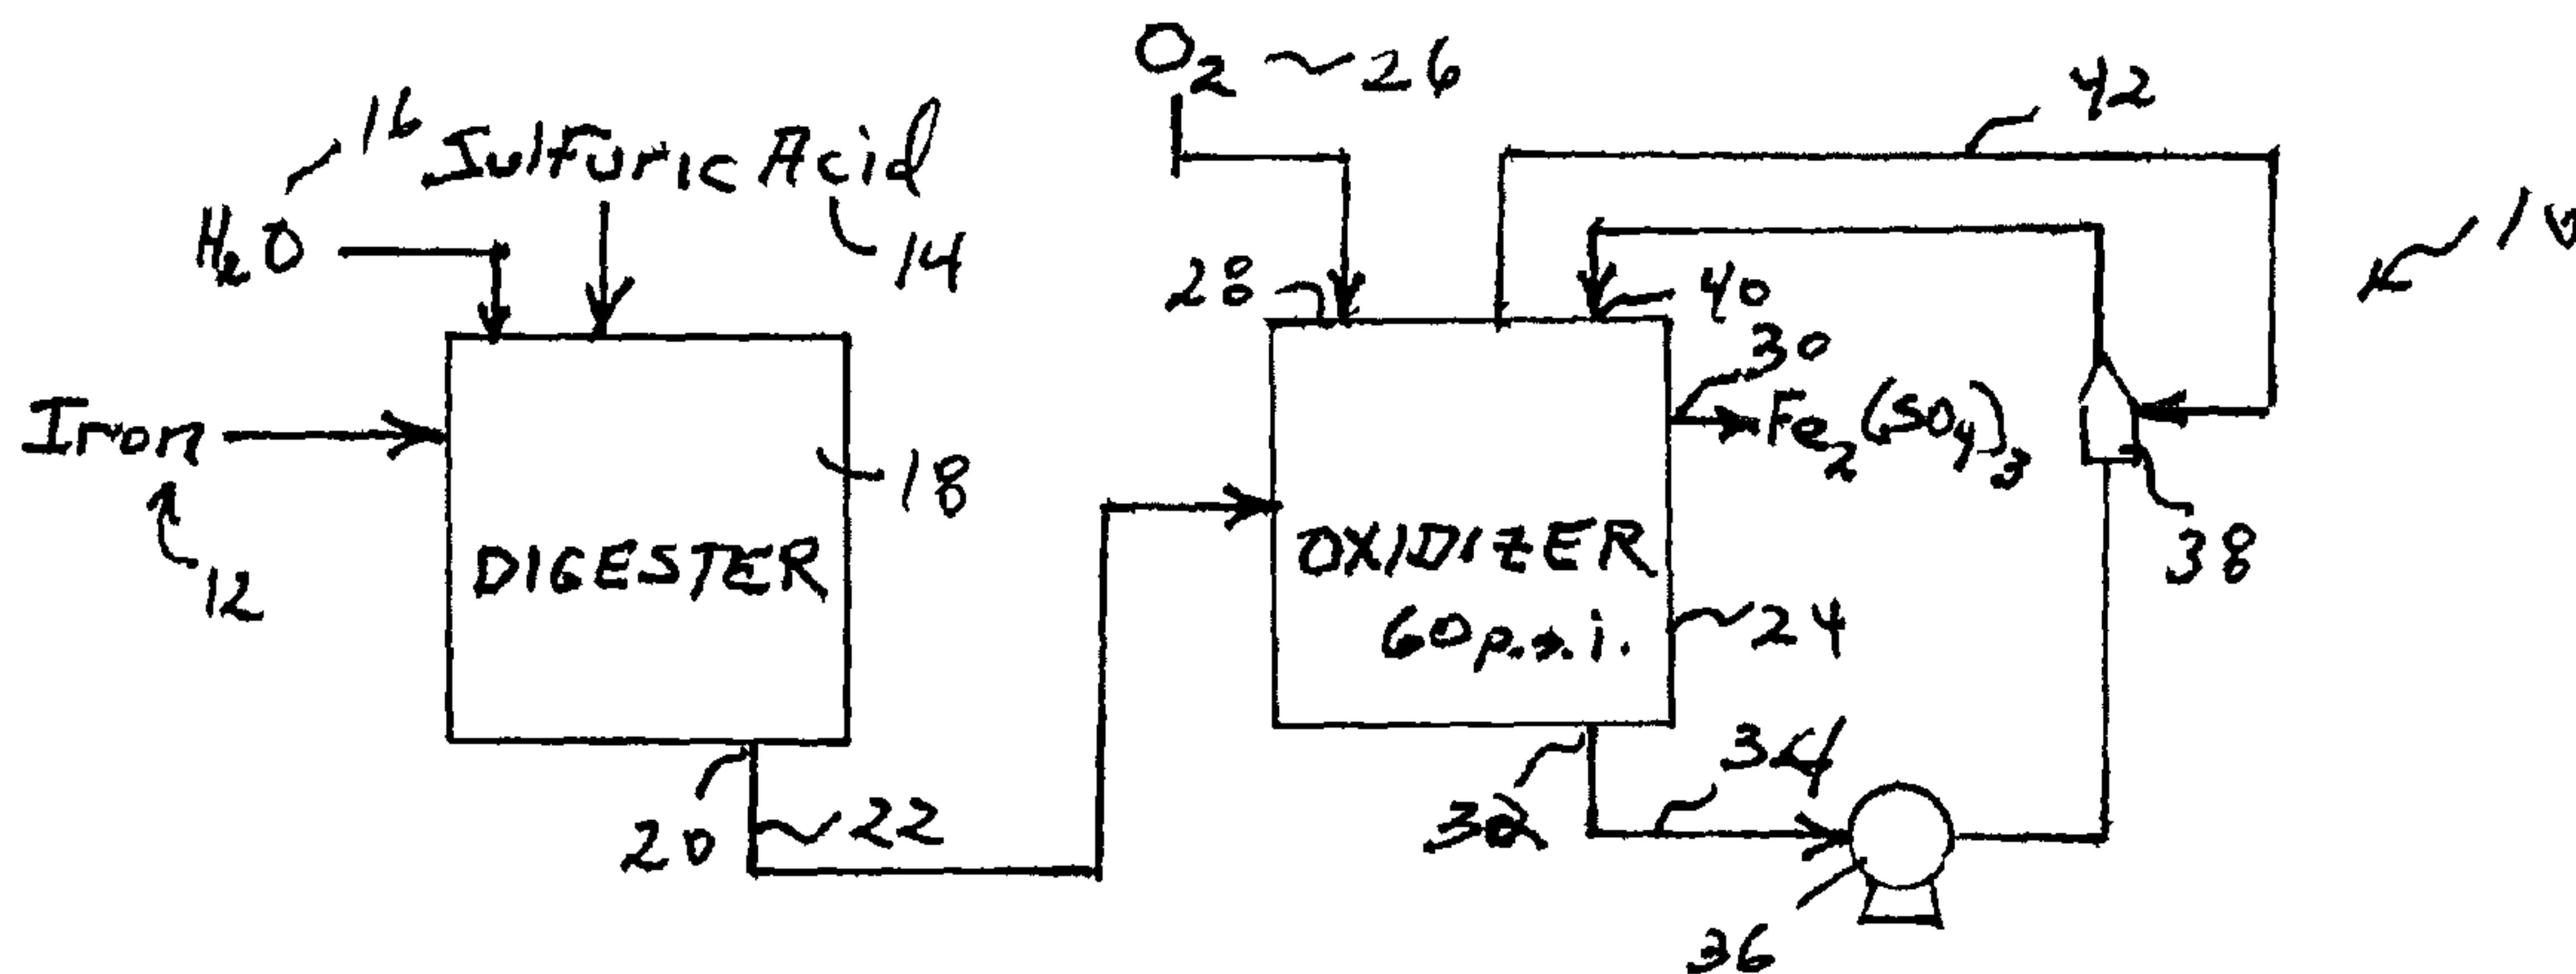 O2 26
42
16
Sulfuric Acid
H2O
14
10
28
40
30
Fe2(SO4)3
Iron
18
12
DIGESTER
OXIDIZER
60 p.s.i.
38
24
20
22
32
34
36